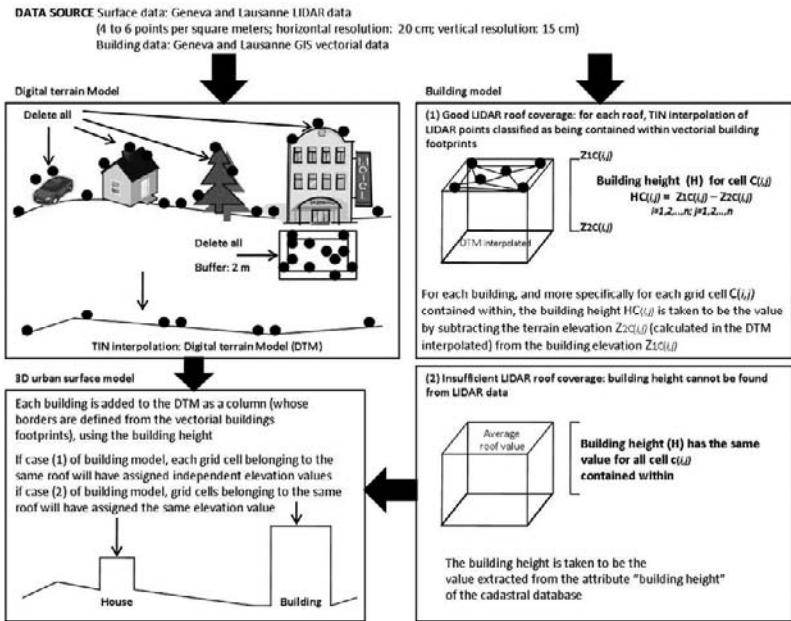 DATA SOURCE Surface data: Geneva and Lausanne LIDAR data
(4 to 6 points per square meters; horizontal resolution: 20 cm; vertical resolution: 15 cm)
Building data: Geneva and Lausanne GIS vectorial data
Digital terrain Model
Delete all
HOTEL
Delete all
Buffer: 2 m
TIN interpolation: Digital terrain Model (DTM)
Building model
(1) Good LIDAR roof coverage: for each roof, TIN interpolation of
LIDAR points classified as being contained within vectorial building
footprints
Z1C(i,j)
Building height (H) for cell C(i,j)
HC(i,j) = Z1C(i,j) – Z2C(i,j)
i=1,2,...,n; j=1,2,...,n
Z2C(i,j)
DTM interpolated
For each building, and more specifically for each grid cell C(i,j)
contained within, the building height HC(i,j) is taken to be the value
by subtracting the terrain elevation Z2C(i,j) (calculated in the DTM
interpolated) from the building elevation Z1C(i,j)
3D urban surface model
Each building is added to the DTM as a column (whose
borders are defined from the vectorial buildings
footprints), using the building height
If case (1) of building model, each grid cell belonging to the
same roof will have assigned independent elevation values
if case (2) of building model, grid cells belonging to the same
roof will have assigned the same elevation value
House
Building
(2) Insufficient LIDAR roof coverage: building height cannot be found
from LIDAR data
Average
roof value
Building height (H) has the same
value for all cell c(i,j)
contained within
The building height is taken to be the
value extracted from the attribute “building height”
of the cadastral database